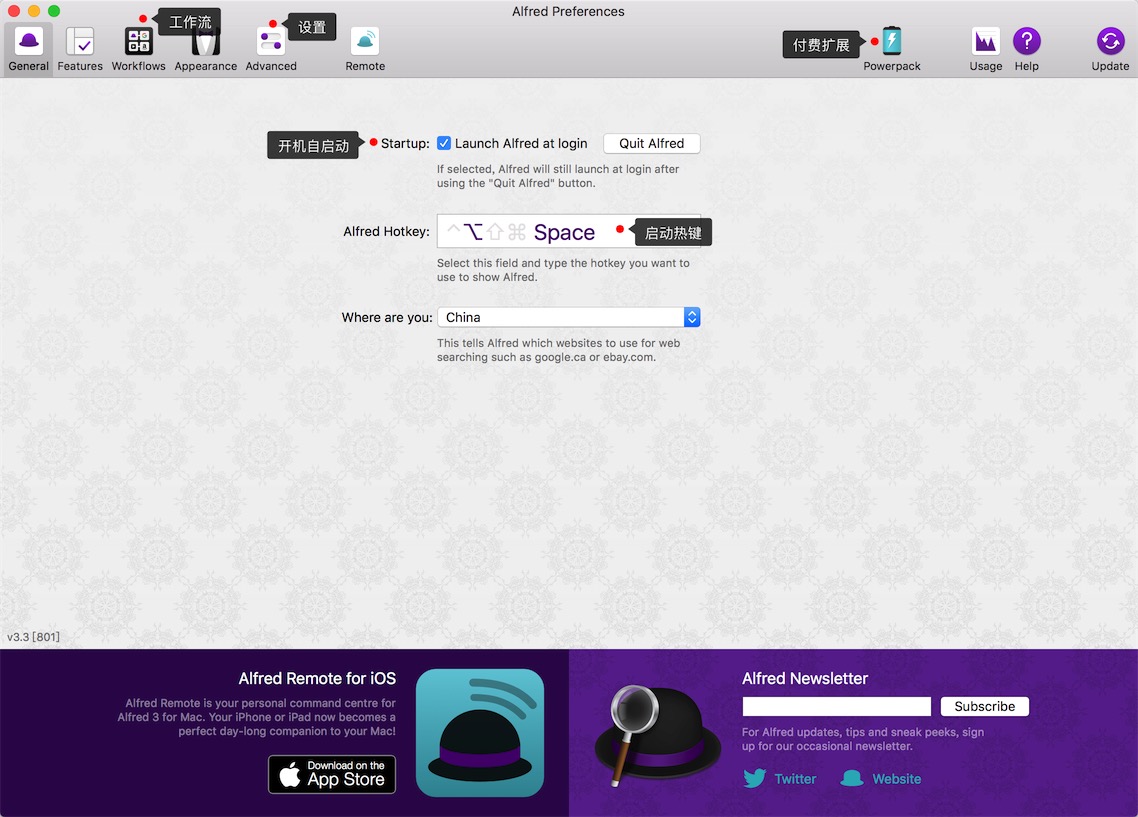 Alfred Preferences
工作流
设置
付费扩展
General
Features
Workflows
Appearance
Advanced
Remote
Powerpack
Usage
Help
Update
开机自启动
Startup:
Launch Alfred at login
Quit Alfred
If selected, Alfred will still launch at login after
using the "Quit Alfred" button.
Alfred Hotkey:
^⌥⇧⌘ Space
启动热键
Select this field and type the hotkey you want to
use to show Alfred.
Where are you:
China
This tells Alfred which websites to use for web
searching such as google.ca or ebay.com.
v3.3 [801]
Alfred Remote for iOS
Alfred Remote is your personal command centre for
Alfred 3 for Mac. Your iPhone or iPad now becomes a
perfect day-long companion to your Mac!
Download on the
App Store
Alfred Newsletter
Subscribe
For Alfred updates, tips and sneak peeks, sign
up for our occasional newsletter.
Twitter
Website